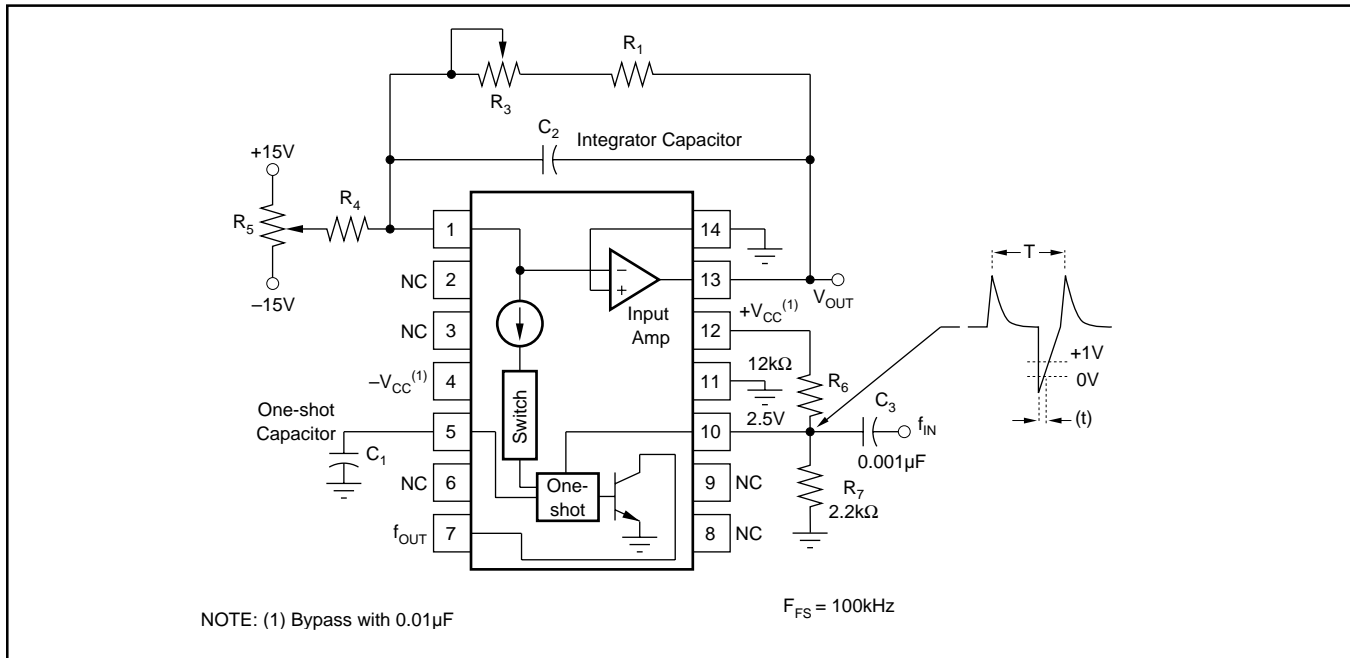 R1
R3
C2
Integrator Capacitor
+15V
R5
R4
–15V
1
14
NC
2
–
+
13
VOUT
Input
Amp
+VCC(1)
12
NC
3
T
+1V
0V
(t)
–VCC(1)
4
12kΩ
11
R6
C3
fIN
One-shot
Capacitor
C1
5
Switch
2.5V
10
0.001µF
NC
6
One-
shot
9
NC
R7
2.2kΩ
fOUT
7
8
NC
NOTE: (1) Bypass with 0.01µF
FFS = 100kHz